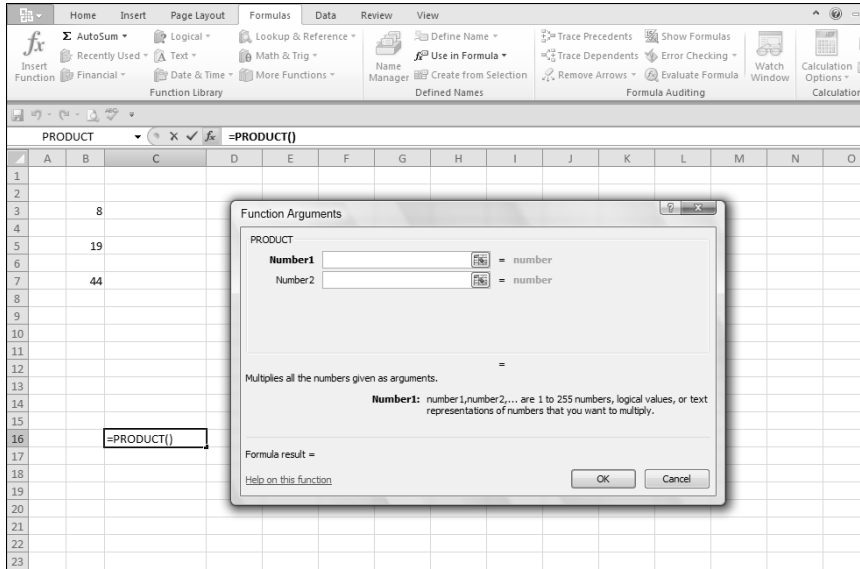 Home Insert Page Layout Formulas Data Review View
fx
Insert
Function
Σ AutoSum
Recently Used
Financial
Logical
Text
Date & Time
Lookup & Reference
Math & Trig
More Functions
Function Library
Name
Manager
Define Name
Use in Formula
Create from Selection
Defined Names
Trace Precedents
Trace Dependents
Remove Arrows
Show Formulas
Error Checking
Evaluate Formula
Formula Auditing
Watch
Window
Calculation
Options
Calculation
PRODUCT fx =PRODUCT()
A B C D E F G H I J K L M N O
1
2
3 8
4
5 19
6
7 44
8
9
10
11
12
13
14
15
16 =PRODUCT()
17
18
19
20
21
22
23
Function Arguments
PRODUCT
Number1 = number
Number2 = number
=
Multiplies all the numbers given as arguments.
Number1: number1,number2,... are 1 to 255 numbers, logical values, or text
representations of numbers that you want to multiply.
Formula result =
Help on this function
OK Cancel